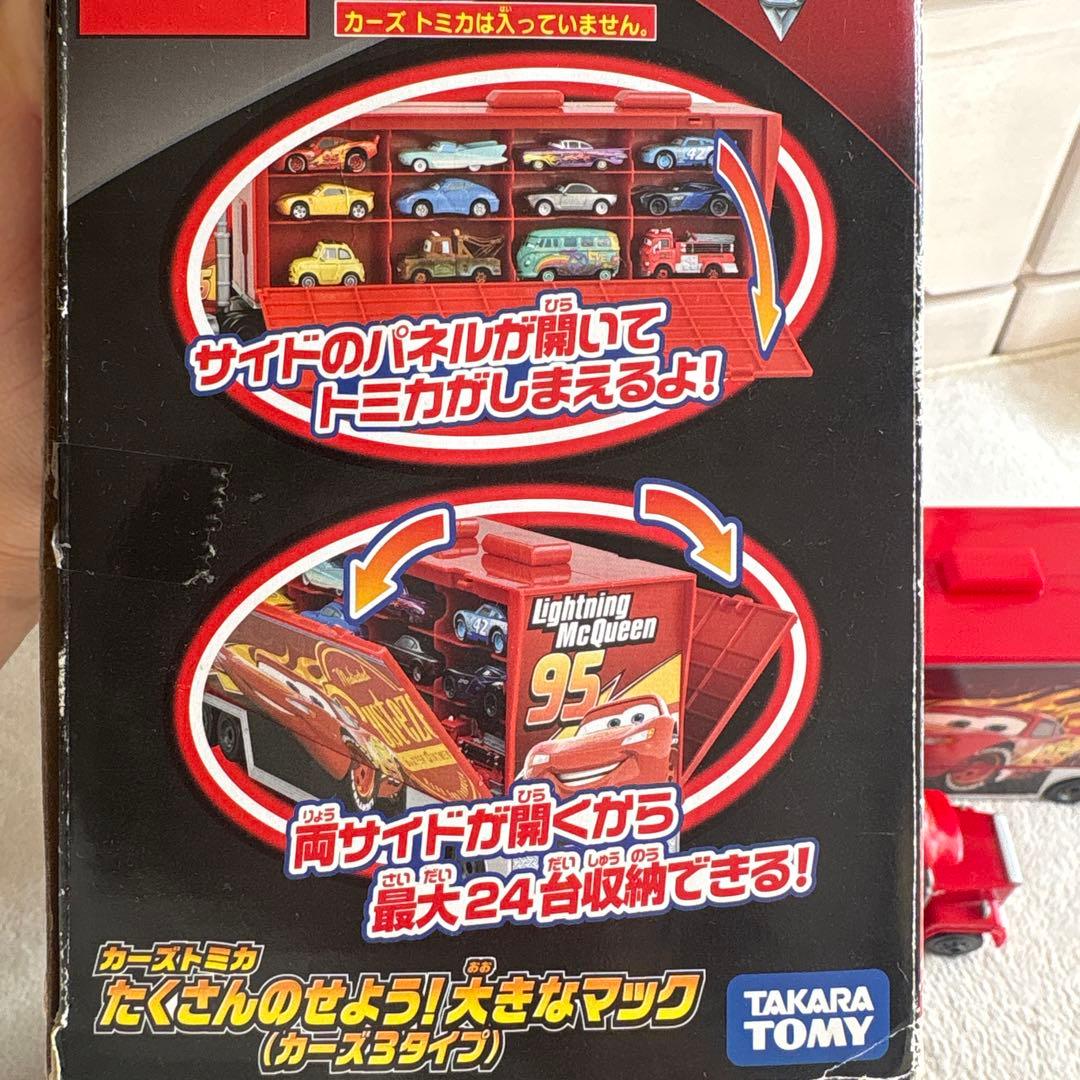 カーズ トミカは入っていません。
42
サイドのパネルが開いて
トミカがしまえるよ!
42
Lightning
McQueen
95
両サイドが開くから
最大24台収納できる!
カーズトミカ
たくさんのせよう!大きなマック
(カーズ3タイプ)
TAKARA
TOMY